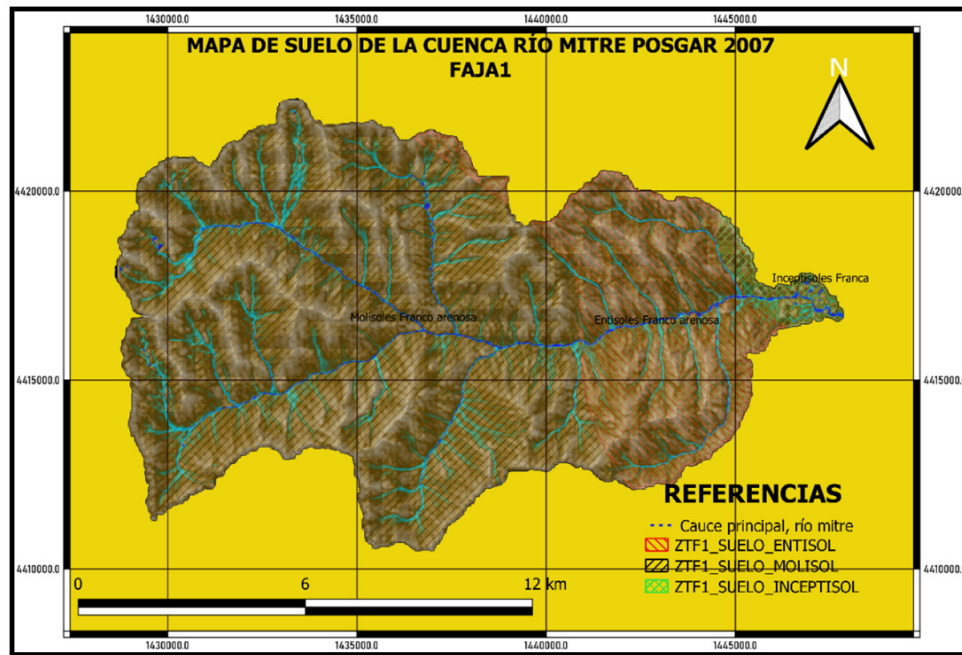 1430000.0 1435000.0 1440000.0 1445000.0
MAPA DE SUELO DE LA CUENCA RÍO MITRE POSGAR 2007
FAJA1
N
4420000.0 4420000.0
Inceptisoles Franca
Molisoles Franco arenosa Entisoles Franco arenosa
4415000.0 4415000.0
REFERENCIAS
Cauce principal, río mitre
ZTF1_SUELO_ENTISOL
ZTF1_SUELO_MOLISOL
ZTF1_SUELO_INCEPTISOL
4410000.0 4410000.0
0 6 12 km
1430000.0 1435000.0 1440000.0 1445000.0